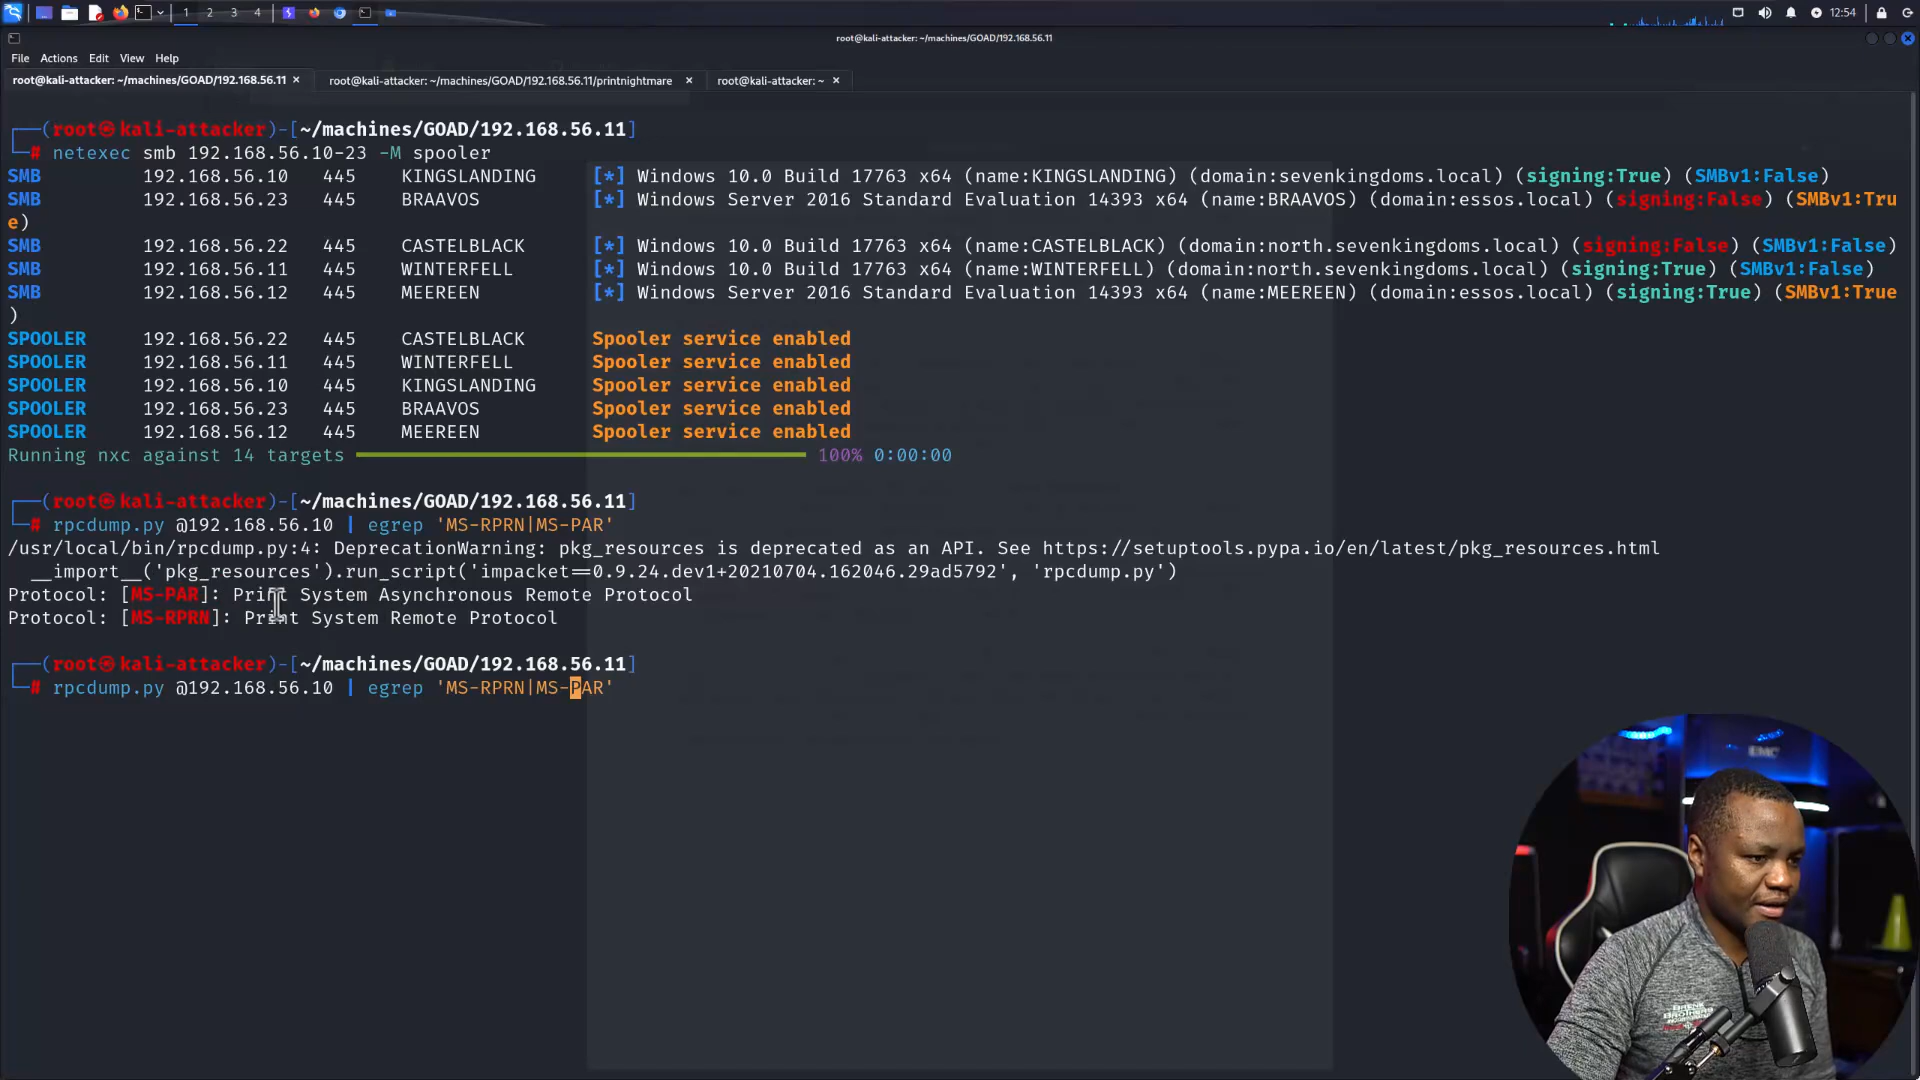 12:54
root@kali-attacker: ~/machines/GOAD/192.168.56.11
File Actions Edit View Help
root@kali-attacker: ~/machines/GOAD/192.168.56.11 × root@kali-attacker: ~/machines/GOAD/192.168.56.11/printnightmare × root@kali-attacker: ~ ×
┌──(root㉿kali-attacker)-[~/machines/GOAD/192.168.56.11]
└─# netexec smb 192.168.56.10-23 -M spooler
SMB 192.168.56.10 445 KINGSLANDING [*] Windows 10.0 Build 17763 x64 (name:KINGSLANDING) (domain:sevenkingdoms.local) (signing:True) (SMBv1:False)
SMB 192.168.56.23 445 BRAAVOS [*] Windows Server 2016 Standard Evaluation 14393 x64 (name:BRAAVOS) (domain:essos.local) (signing:False) (SMBv1:Tru
e)
SMB 192.168.56.22 445 CASTELBLACK [*] Windows 10.0 Build 17763 x64 (name:CASTELBLACK) (domain:north.sevenkingdoms.local) (signing:False) (SMBv1:False)
SMB 192.168.56.11 445 WINTERFELL [*] Windows 10.0 Build 17763 x64 (name:WINTERFELL) (domain:north.sevenkingdoms.local) (signing:True) (SMBv1:False)
SMB 192.168.56.12 445 MEEREEN [*] Windows Server 2016 Standard Evaluation 14393 x64 (name:MEEREEN) (domain:essos.local) (signing:True) (SMBv1:True
)
SPOOLER 192.168.56.22 445 CASTELBLACK Spooler service enabled
SPOOLER 192.168.56.11 445 WINTERFELL Spooler service enabled
SPOOLER 192.168.56.10 445 KINGSLANDING Spooler service enabled
SPOOLER 192.168.56.23 445 BRAAVOS Spooler service enabled
SPOOLER 192.168.56.12 445 MEEREEN Spooler service enabled
Running nxc against 14 targets 100% 0:00:00
┌──(root㉿kali-attacker)-[~/machines/GOAD/192.168.56.11]
└─# rpcdump.py @192.168.56.10 | egrep 'MS-RPRN|MS-PAR'
/usr/local/bin/rpcdump.py:4: DeprecationWarning: pkg_resources is deprecated as an API. See https://setuptools.pypa.io/en/latest/pkg_resources.html
__import__('pkg_resources').run_script('impacket==0.9.24.dev1+20210704.162046.29ad5792', 'rpcdump.py')
Protocol: [MS-PAR]: Print System Asynchronous Remote Protocol
Protocol: [MS-RPRN]: Print System Remote Protocol
┌──(root㉿kali-attacker)-[~/machines/GOAD/192.168.56.11]
└─# rpcdump.py @192.168.56.10 | egrep 'MS-RPRN|MS-PAR'
1 2 3 4
EMC